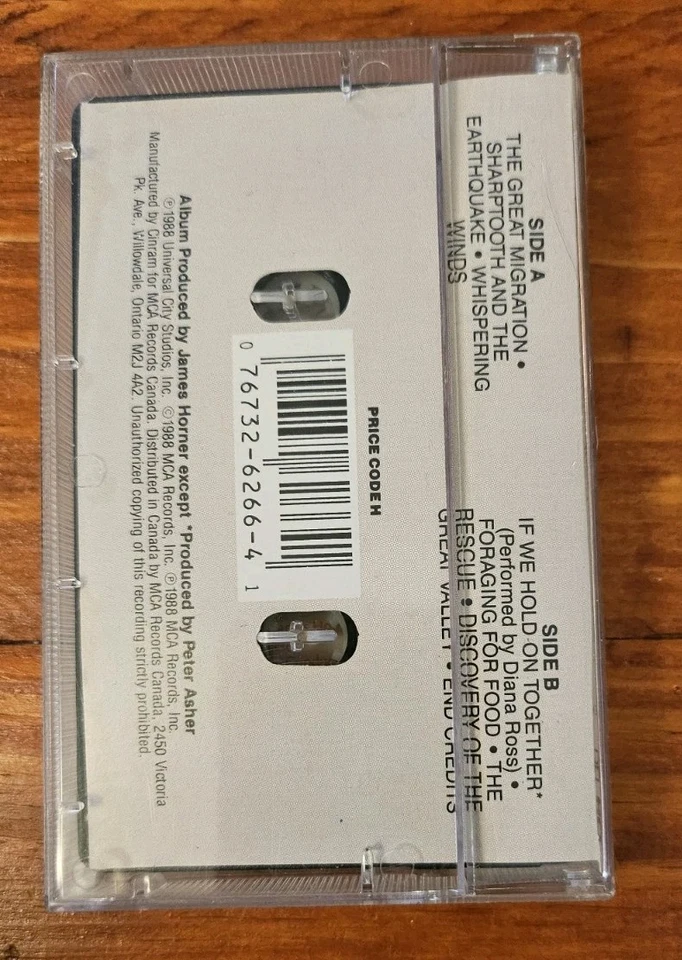 SIDE A
THE GREAT MIGRATION •
SHARPTOOTH AND THE
EARTHQUAKE • WHISPERING
WINDS
SIDE B
IF WE HOLD ON TOGETHER*
(Performed by Diana Ross) •
FORAGING FOR FOOD • THE
RESCUE • DISCOVERY OF THE
GREAT VALLEY • END CREDITS
PRICE CODE H
0 76732-6266-4 1
Album Produced by James Horner except *Produced by Peter Asher
℗1988 Universal City Studios, Inc. ©1988 MCA Records, Inc. ℗1988 MCA Records, Inc.
Manufactured by Cinram for MCA Records Canada. Distributed in Canada by MCA Records Canada, 2450 Victoria
Pk. Ave., Willowdale, Ontario M2J 4A2. Unauthorized copying of this recording strictly prohibited.